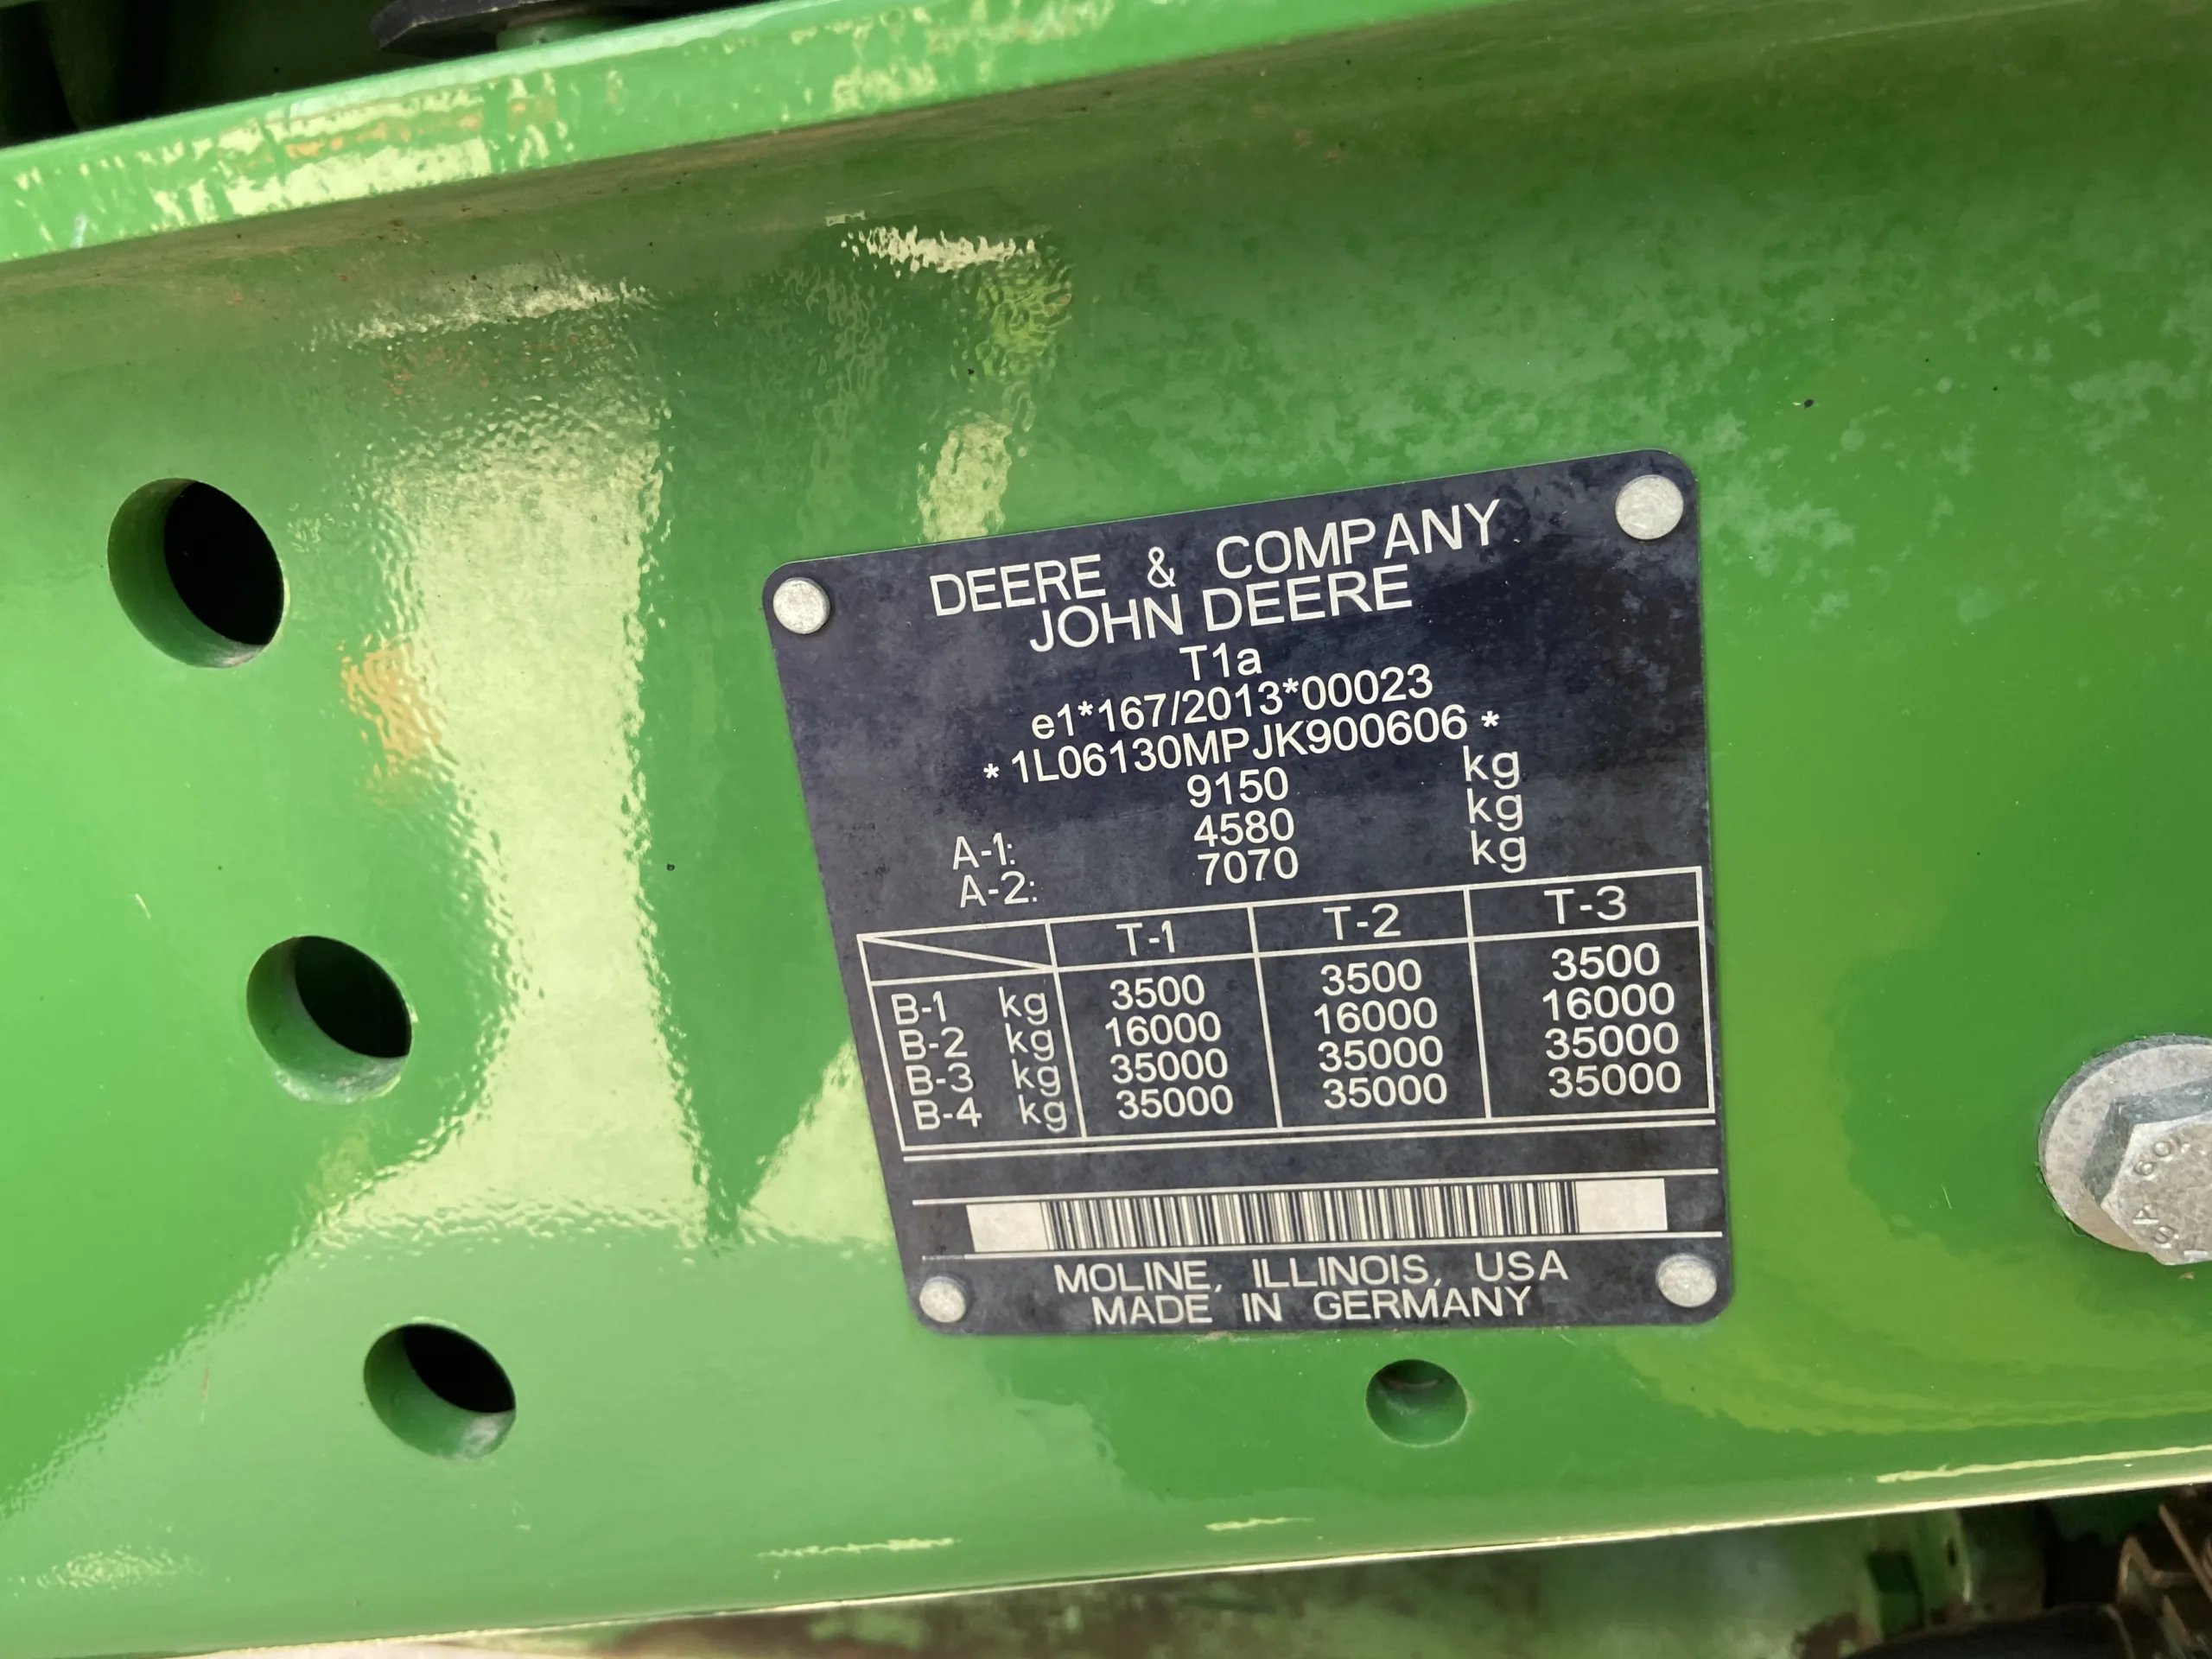 DEERE & COMPANY
JOHN DEERE
T1a
e1*167/2013*00023
*1L06130MPJK900606*
9150 kg
A-1: 4580 kg
A-2: 7070 kg
T-1 T-2 T-3
B-1 kg 3500 3500 3500
B-2 kg 16000 16000 16000
B-3 kg 35000 35000 35000
B-4 kg 35000 35000 35000
MOLINE, ILLINOIS, USA
MADE IN GERMANY